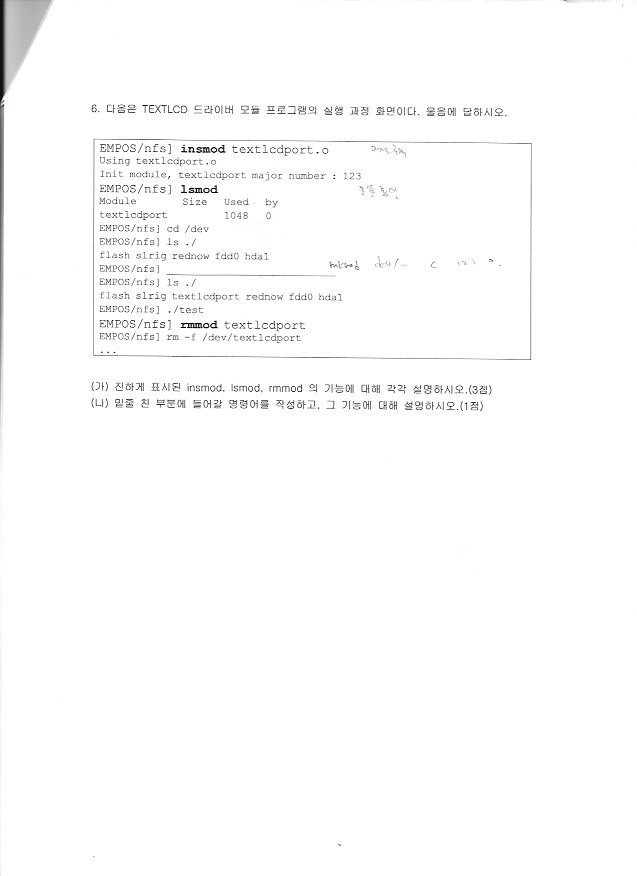 6. 다음은 TEXTLCD 드라이버 모듈 프로그램의 실행 과정 화면이다. 물음에 답하시오.
EMPOS/nfs] insmod textlcdport.o
Using textlcdport.o
Init module, textlcdport major number : 123
EMPOS/nfs] lsmod
Module Size Used by
textlcdport 1048 0
EMPOS/nfs] cd /dev
EMPOS/nfs] ls ./
flash slrig rednow fdd0 hda1
EMPOS/nfs] mknod dev/~ c 123 0.
EMPOS/nfs] ls ./
flash slrig textlcdport rednow fdd0 hda1
EMPOS/nfs] ./test
EMPOS/nfs] rmmod textlcdport
EMPOS/nfs] rm -f /dev/textlcdport
...
(가) 진하게 표시된 insmod, lsmod, rmmod 의 기능에 대해 각각 설명하시오.(3점)
(나) 밑줄 친 부분에 들어갈 명령어를 작성하고, 그 기능에 대해 설명하시오.(1점)